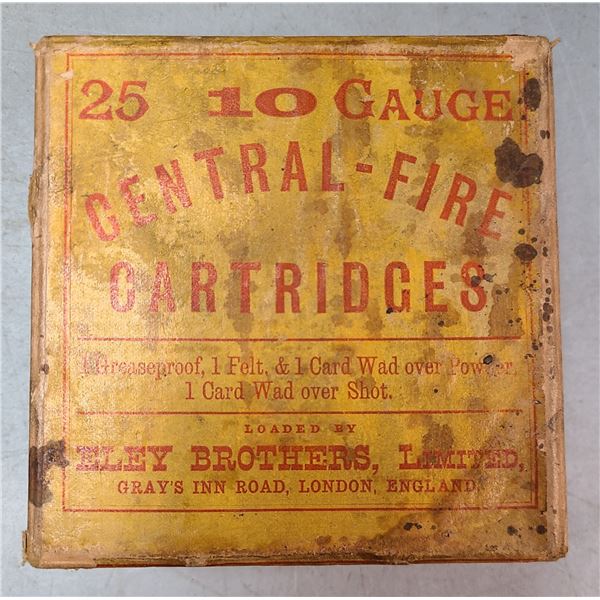 25 10 GAUGE
CENTRAL-FIRE
CARTRIDGES
1 Greaseproof, 1 Felt, & 1 Card Wad over Powder,
1 Card Wad over Shot.
LOADED BY
ELEY BROTHERS, LIMITED,
GRAY'S INN ROAD, LONDON, ENGLAND.